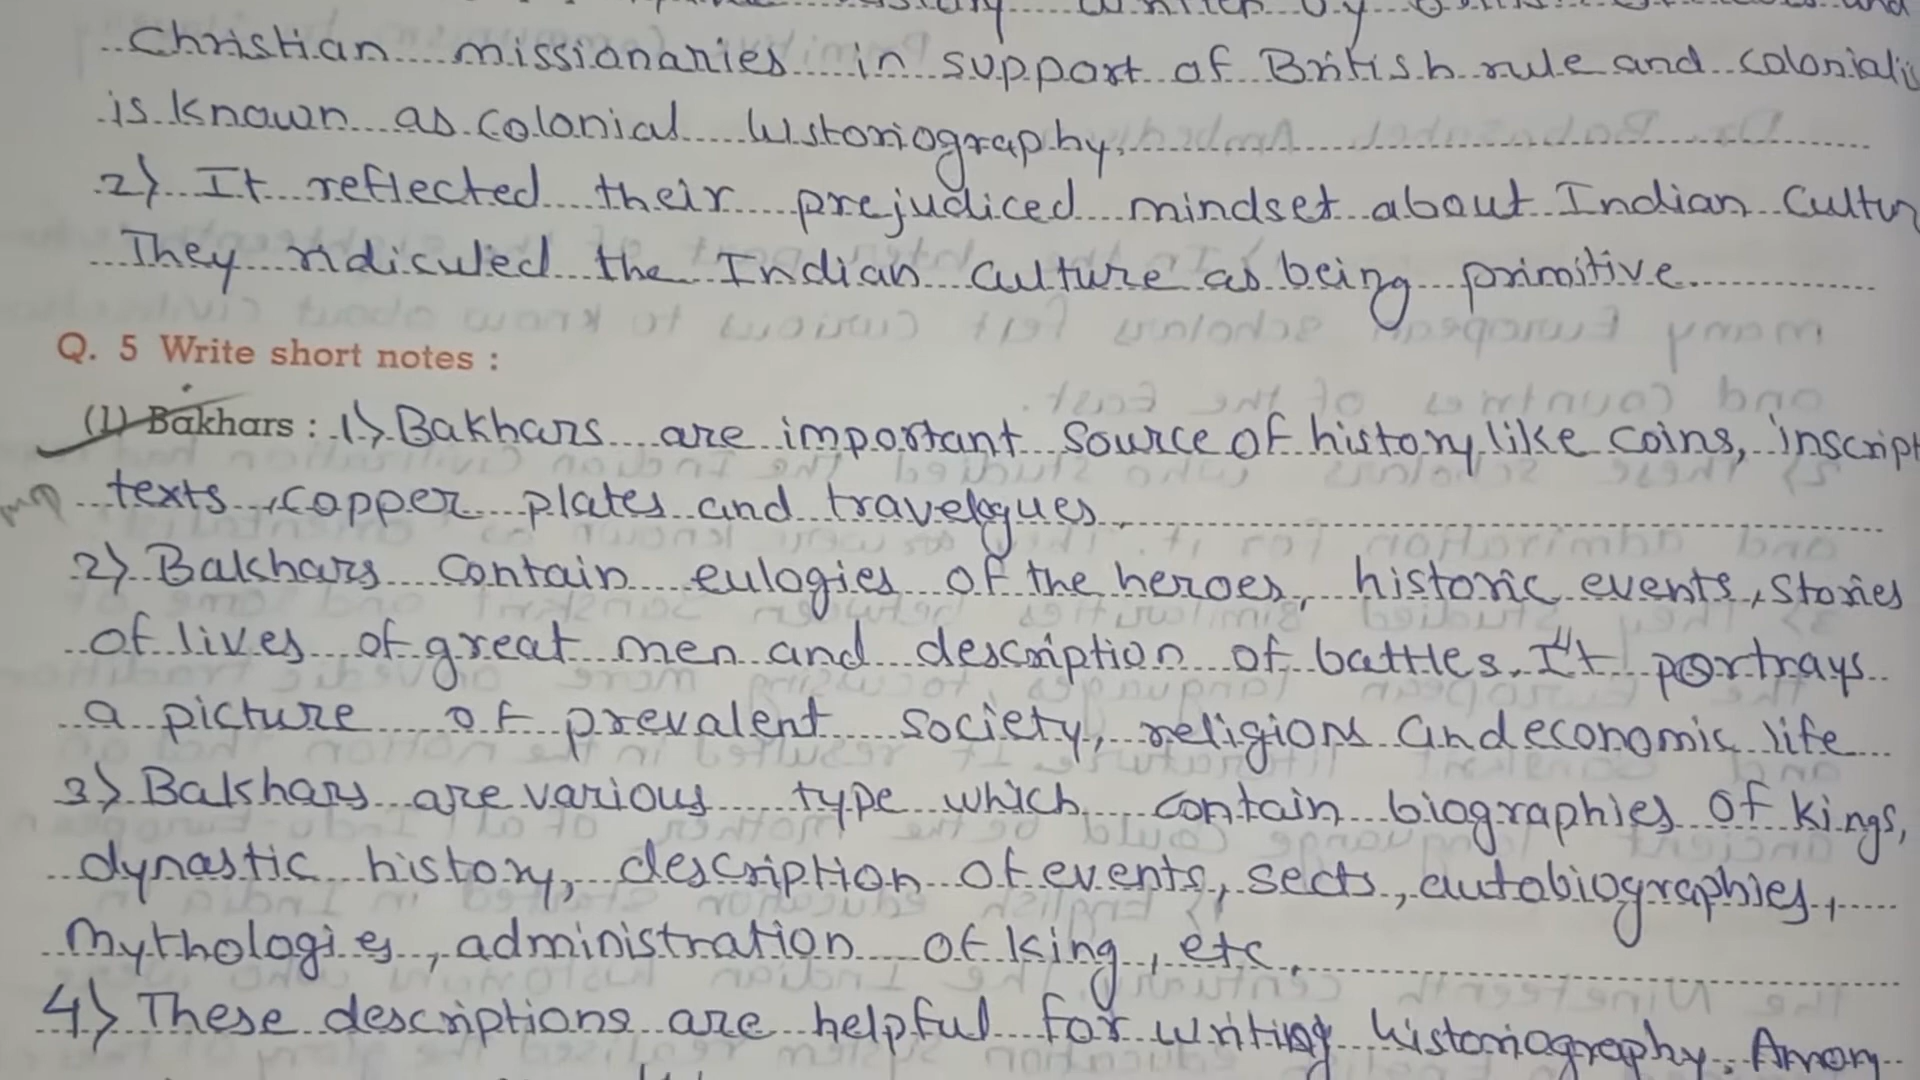 Christian missionaries in support of British rule and coloniali
is known as colonial historiography.
2) It reflected their prejudiced mindset about Indian Cultur
They ridiculed the Indian culture as being primitive.
Q. 5 Write short notes :
(1) Bakhars : 1) Bakhars are important source of history like coins, inscript
texts, copper plates and travelogues.
2) Bakhars contain eulogies of the heroes, historic events, stories
of lives of great men and description of battles. It portrays
a picture of prevalent society, religions and economic life
3) Bakhars are various type which contain biographies of kings,
dynastic history, description of events, sects, autobiographies,
mythologies, administration of king, etc.
4) These descriptions are helpful for writing historiography. Among